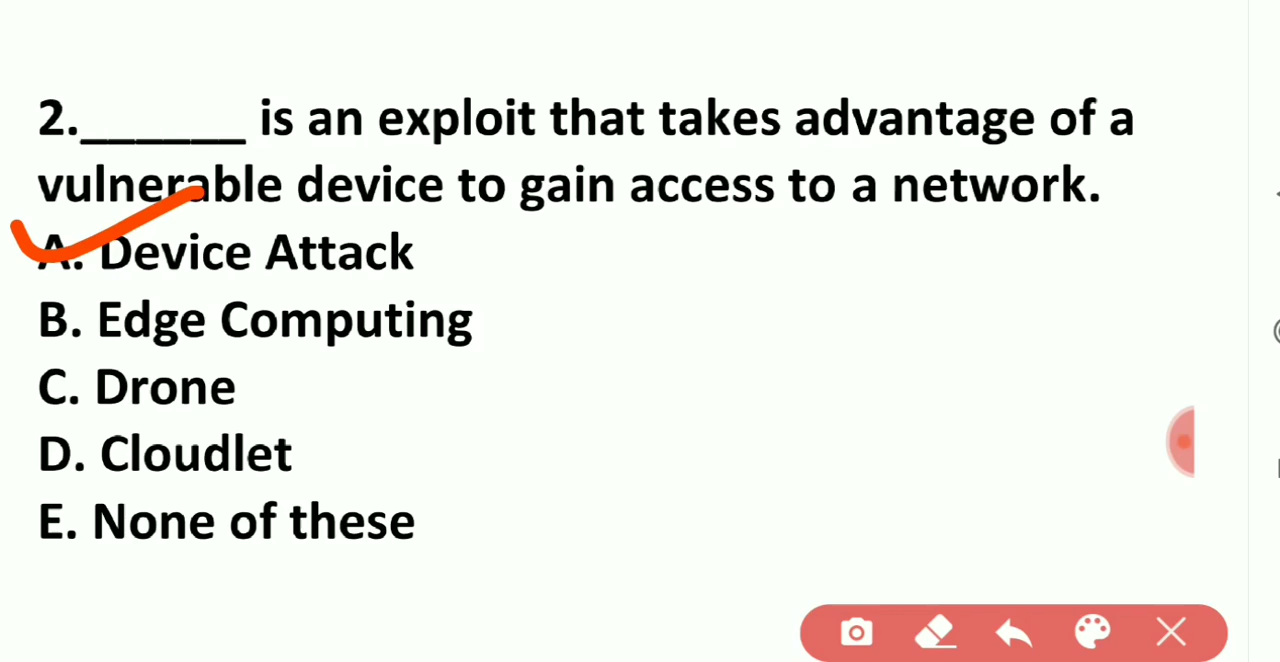 2.______ is an exploit that takes advantage of a
vulnerable device to gain access to a network.
A. Device Attack
B. Edge Computing
C. Drone
D. Cloudlet
E. None of these